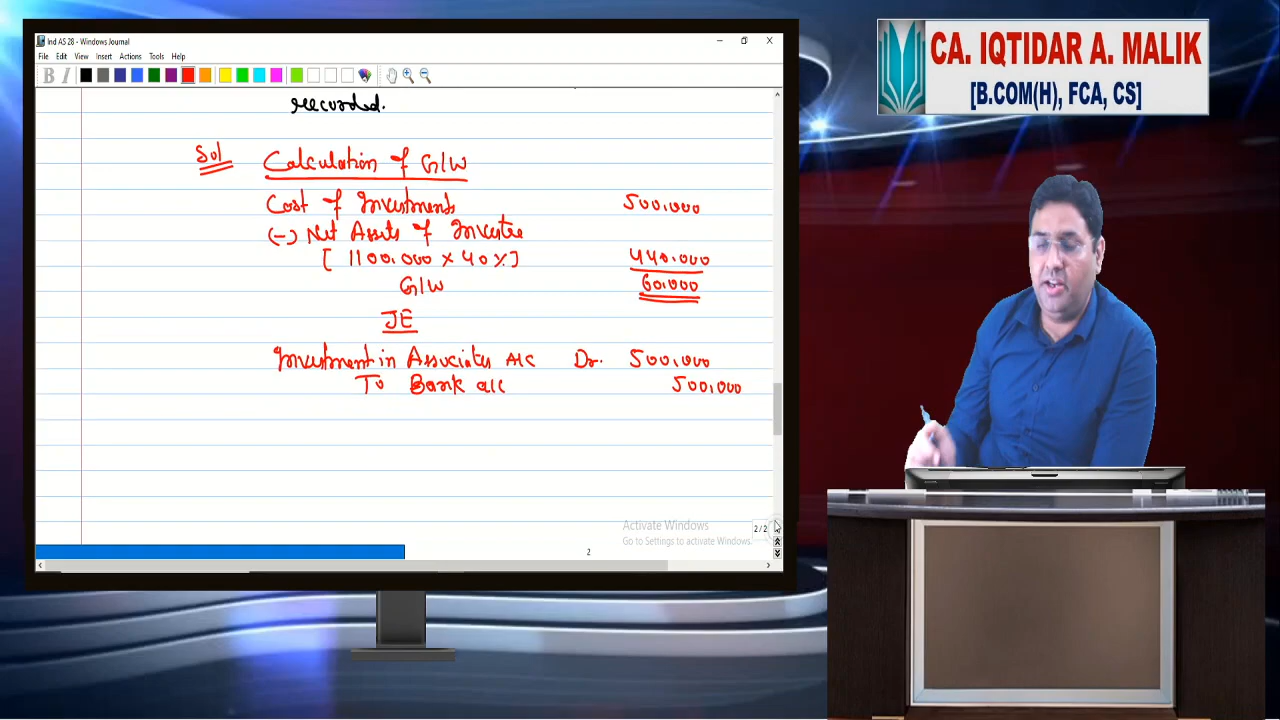 Ind AS 28 - Windows Journal
File Edit View Insert Actions Tools Help
B I
recorded.
Sol Calculation of G/W
Cost of Investments 500,000
(-) Net Assets of Investee
[ 1100,000 x 40% ] 440,000
G/W 60,000
JE
Investment in Associates A/c Dr. 500,000
To Bank a/c 500,000
Activate Windows
Go to Settings to activate Windows.
2/2
2
CA. IQTIDAR A. MALIK
[B.COM(H), FCA, CS]